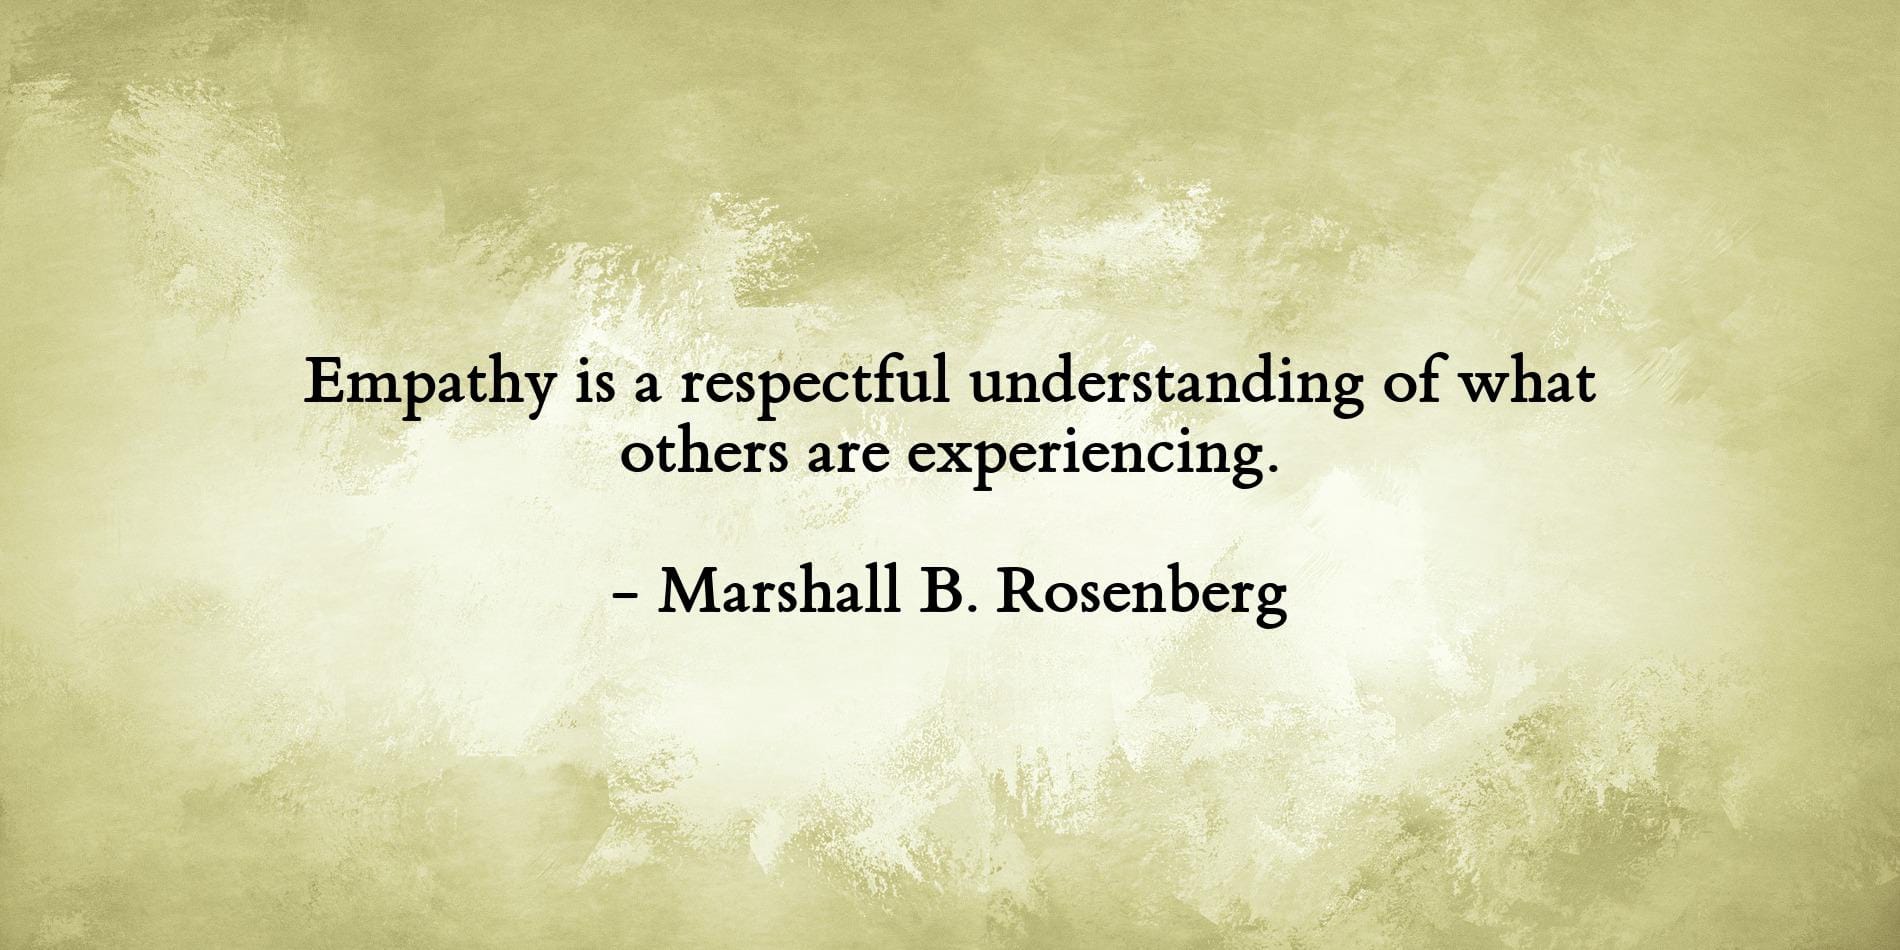 Empathy is a respectful understanding of what
others are experiencing.
– Marshall B. Rosenberg